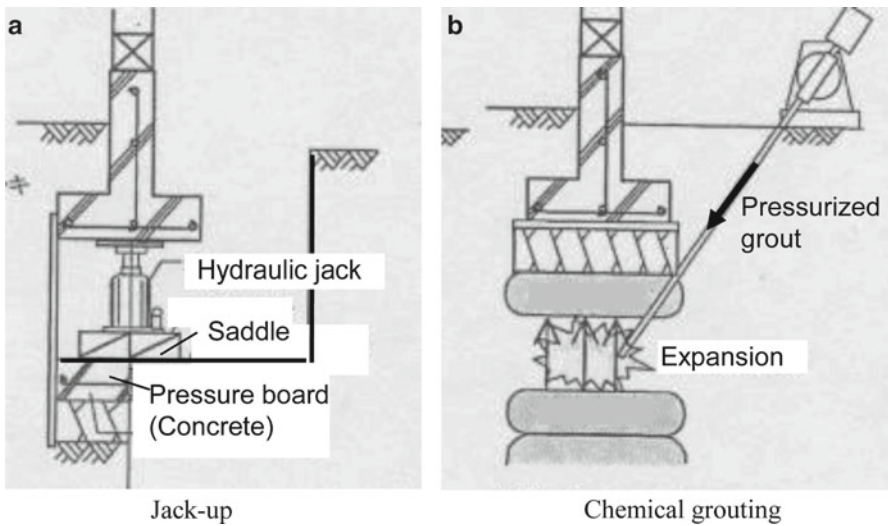 a
Hydraulic jack
Saddle
Pressure board
(Concrete)
Jack-up
b
Pressurized
grout
Expansion
Chemical grouting